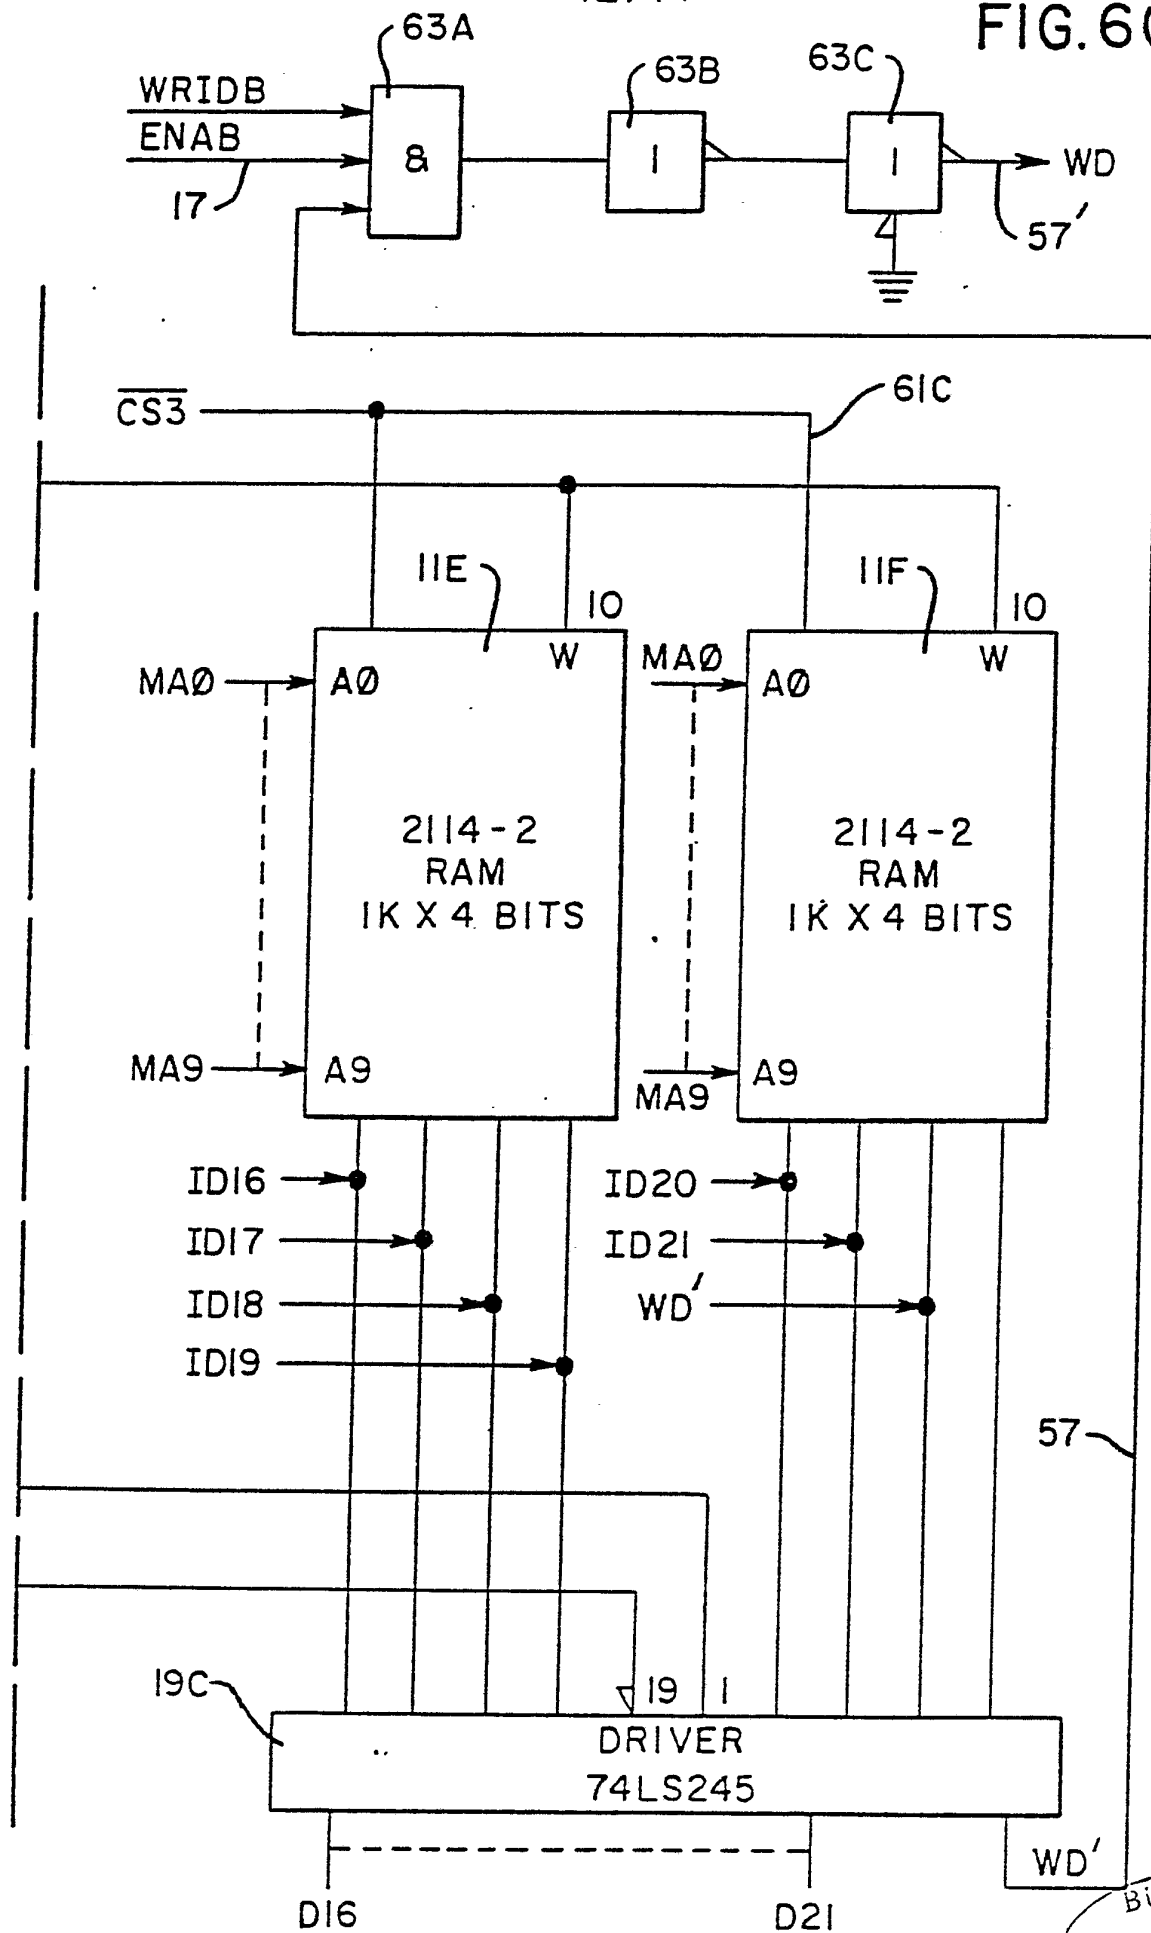 FIG. 6
63A
63B
63C
WRIDB
ENAB
&
1
1
WD
17
57'
CS3
61C
11E
10
11F
10
W
W
MAØ
AØ
MAØ
AØ
2114-2
RAM
1K X 4 BITS
2114-2
RAM
1K X 4 BITS
MA9
A9
MA9
A9
ID16
ID20
ID17
ID21
ID18
WD'
ID19
57
19C
19
1
DRIVER
74LS245
WD'
D16
D21